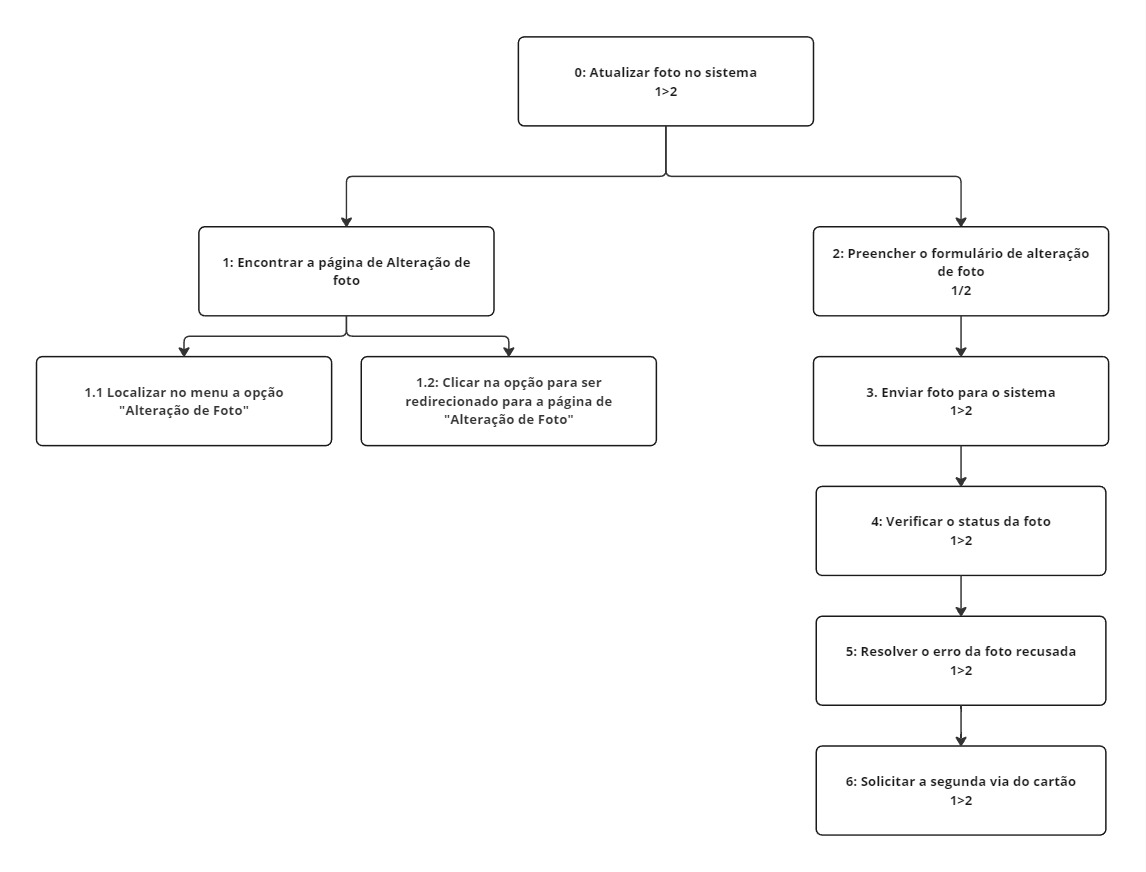 0: Atualizar foto no sistema
1>2
1: Encontrar a página de Alteração de
foto
2: Preencher o formulário de alteração
de foto
1/2
1.1 Localizar no menu a opção
"Alteração de Foto"
1.2: Clicar na opção para ser
redirecionado para a página de
"Alteração de Foto"
3. Enviar foto para o sistema
1>2
4: Verificar o status da foto
1>2
5: Resolver o erro da foto recusada
1>2
6: Solicitar a segunda via do cartão
1>2